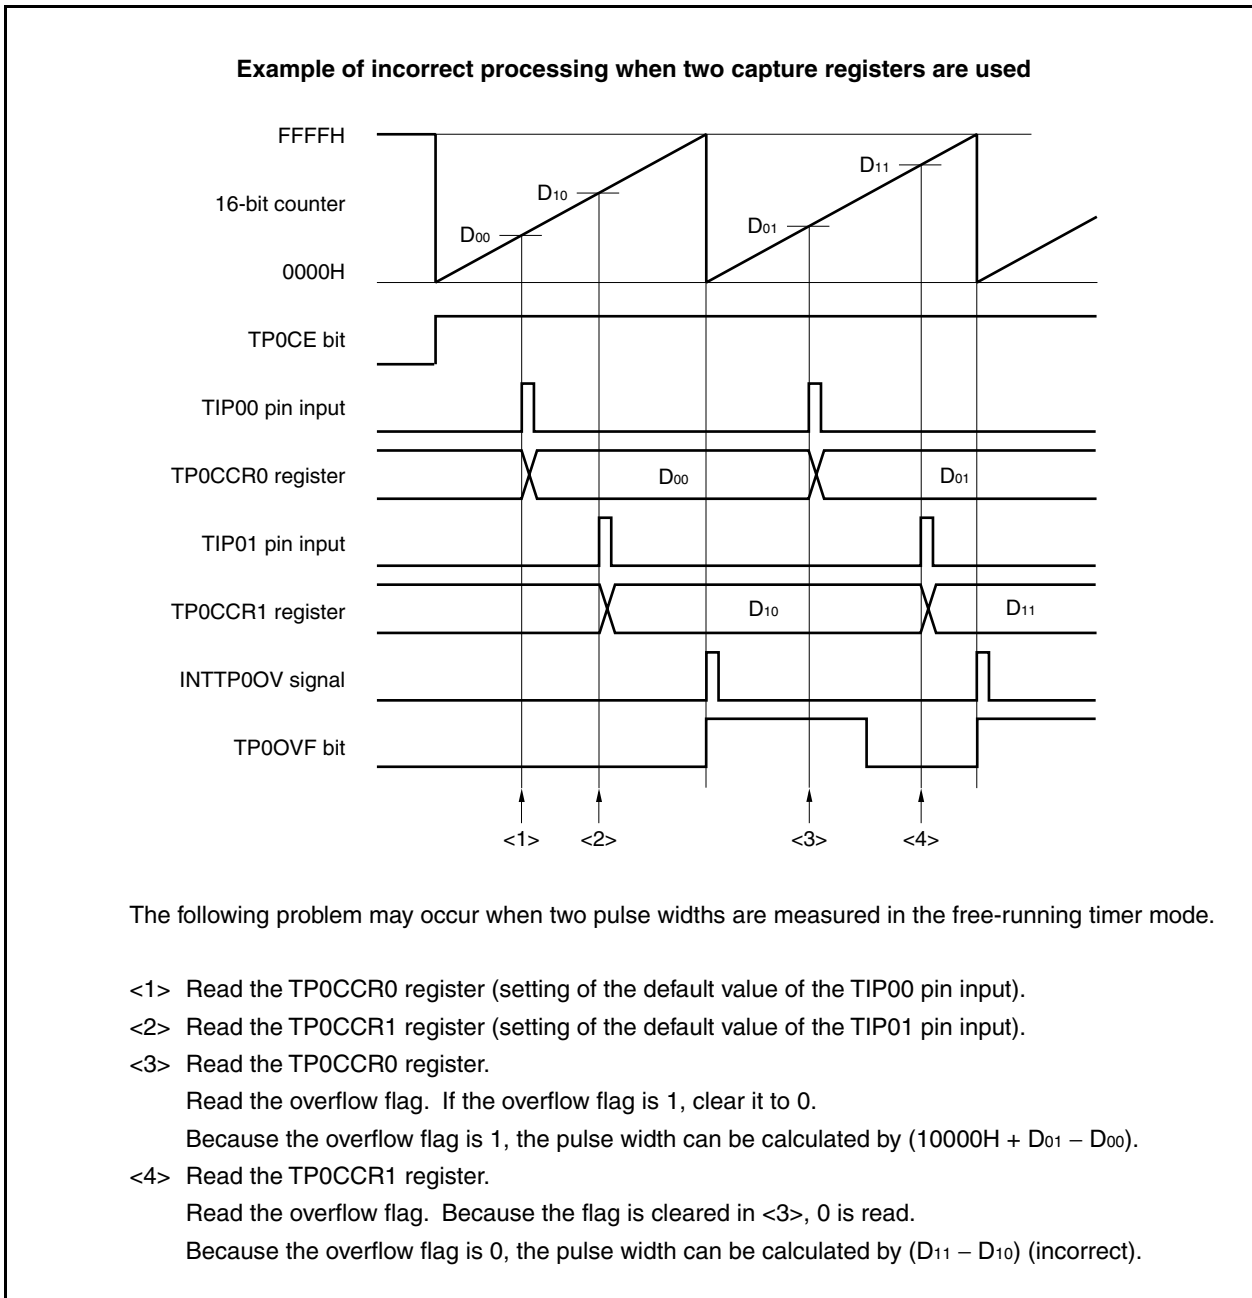 Example of incorrect processing when two capture registers are used
FFFFH
D11
D10
16-bit counter
D01
D00
0000H
TP0CE bit
TIP00 pin input
TP0CCR0 register
D00
D01
TIP01 pin input
TP0CCR1 register
D10
D11
INTTP0OV signal
TP0OVF bit
<1> <2> <3> <4>
The following problem may occur when two pulse widths are measured in the free-running timer mode.
<1> Read the TP0CCR0 register (setting of the default value of the TIP00 pin input).
<2> Read the TP0CCR1 register (setting of the default value of the TIP01 pin input).
<3> Read the TP0CCR0 register.
Read the overflow flag. If the overflow flag is 1, clear it to 0.
Because the overflow flag is 1, the pulse width can be calculated by (10000H + D01 − D00).
<4> Read the TP0CCR1 register.
Read the overflow flag. Because the flag is cleared in <3>, 0 is read.
Because the overflow flag is 0, the pulse width can be calculated by (D11 − D10) (incorrect).